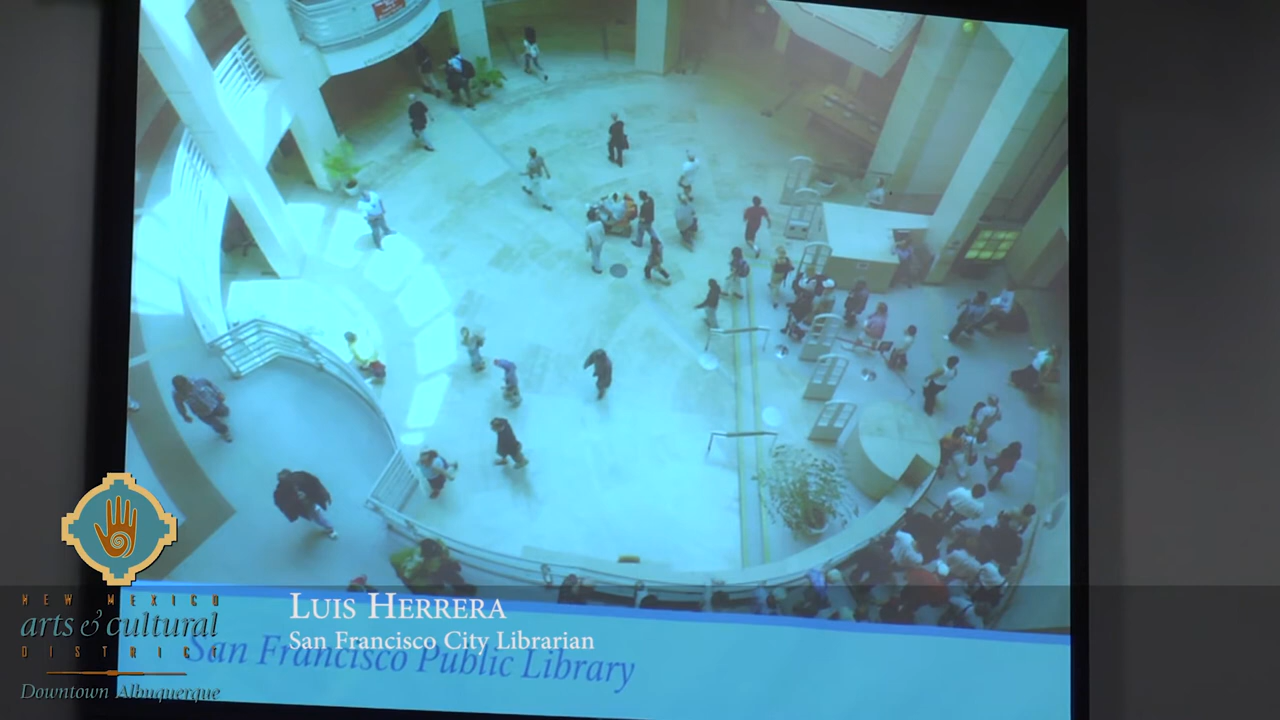 LUIS HERRERA
San Francisco City Librarian
San Francisco Public Library
NEW MEXICO
arts & cultural
DISTRICT
Downtown Albuquerque